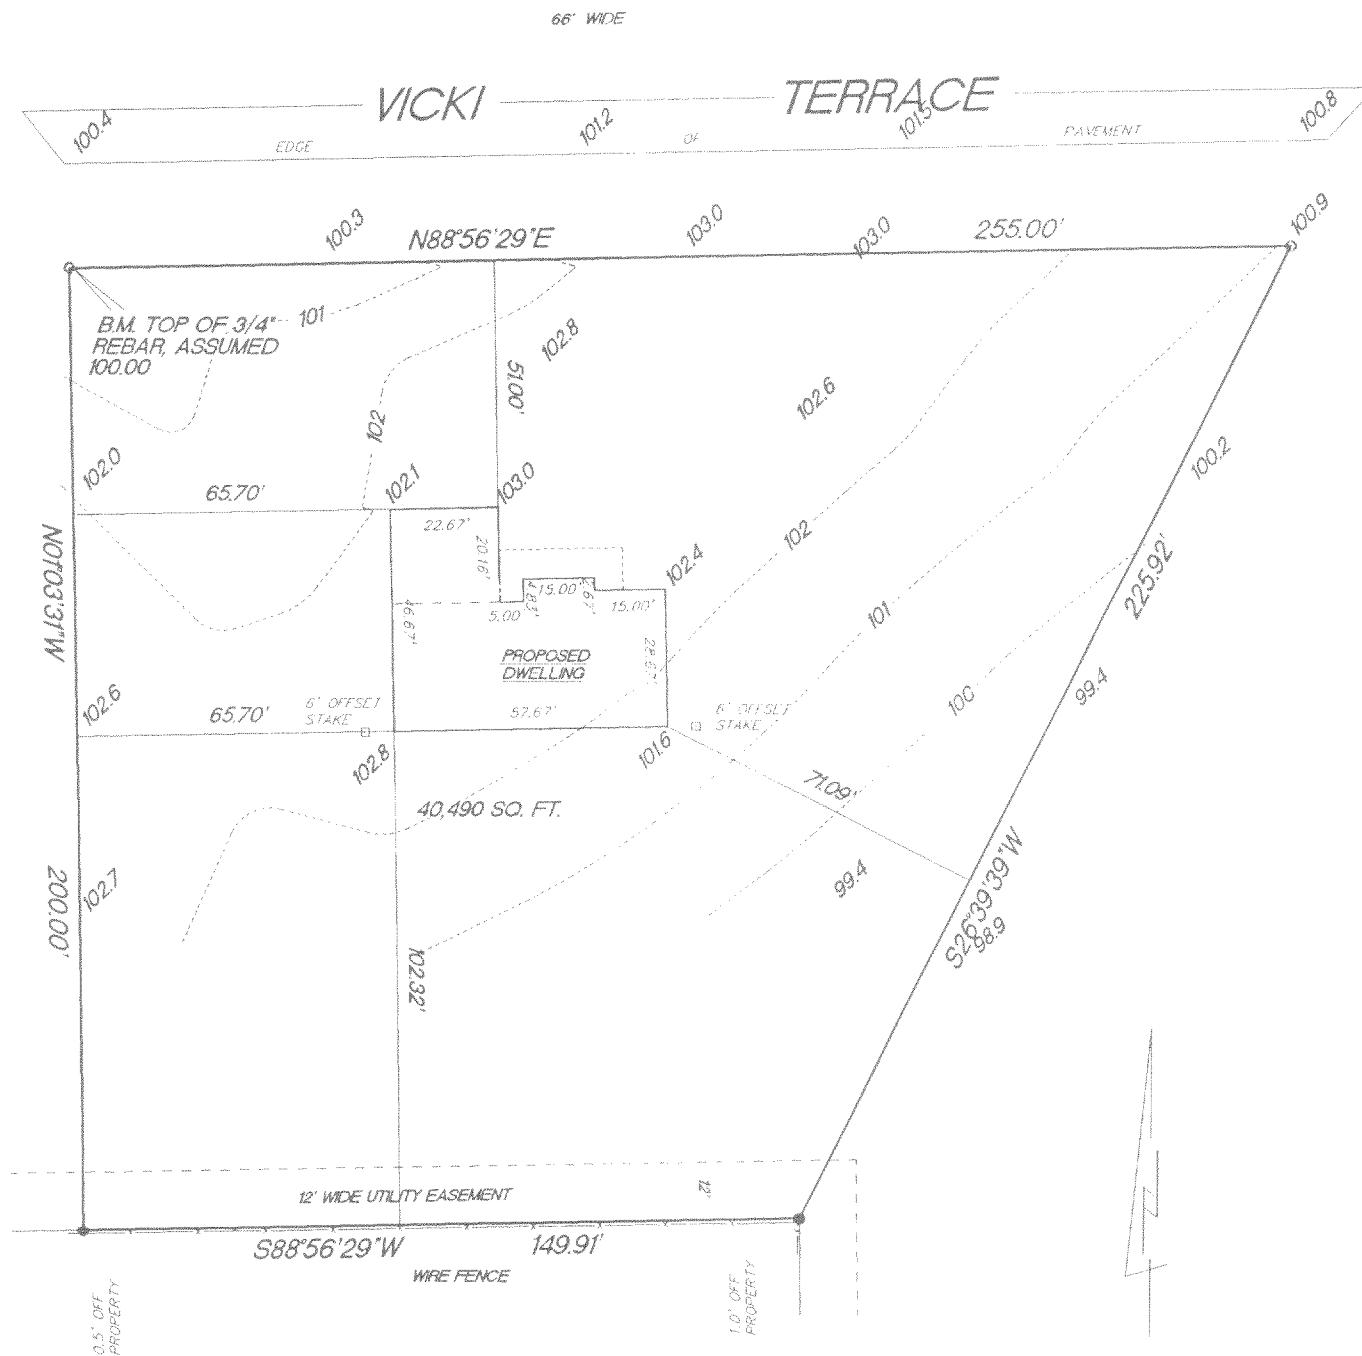 66' WIDE
VICKI TERRACE
100.4
101.2
101.5
100.8
EDGE OF PAVEMENT
100.3
N88°56'29"E
103.0
103.0
255.00'
100.9
B.M. TOP OF 3/4"
REBAR, ASSUMED
100.00
101
102.8
51.00'
102
102.6
102.0
65.70'
102.1
103.0
100.2
22.67'
20.16'
N01°03'31"W
102.4
102
4.83'
15.00'
2.67'
15.00'
5.00
46.67'
225.92'
101
PROPOSED
DWELLING
28.67'
102.6
65.70'
6' OFFSET
STAKE
57.67'
6' OFFSET
STAKE
100
99.4
102.8
101.6
71.09'
40,490 SQ. FT.
200.00'
102.7
99.4
S26°39'39"W
98.9
102.32'
12' WIDE UTILITY EASEMENT
12'
S88°56'29"W
149.91'
WIRE FENCE
0.5' OFF
PROPERTY
1.0' OFF
PROPERTY